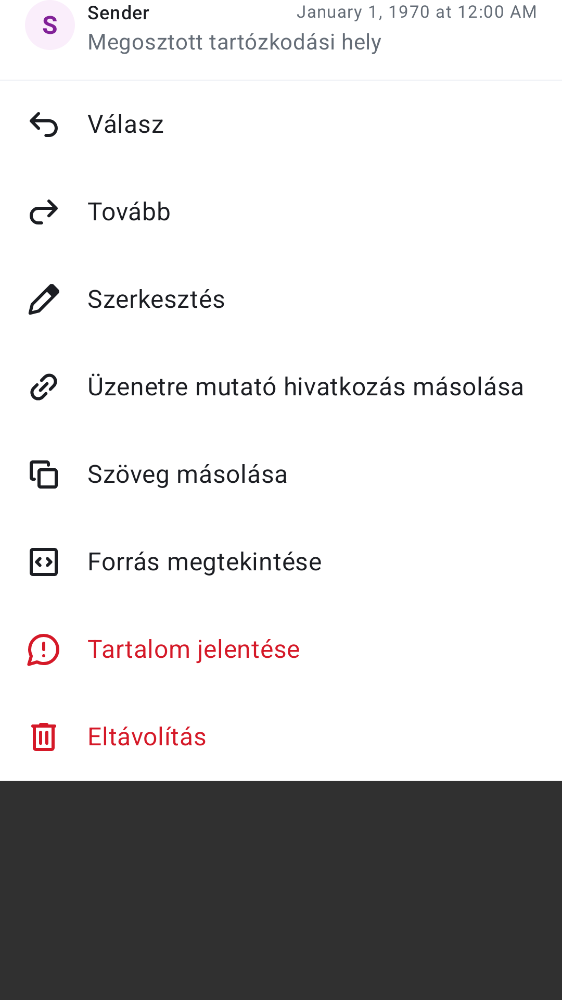 S
Sender
January 1, 1970 at 12:00 AM
Megosztott tartózkodási hely
Válasz
Tovább
Szerkesztés
Üzenetre mutató hivatkozás másolása
Szöveg másolása
Forrás megtekintése
Tartalom jelentése
Eltávolítás